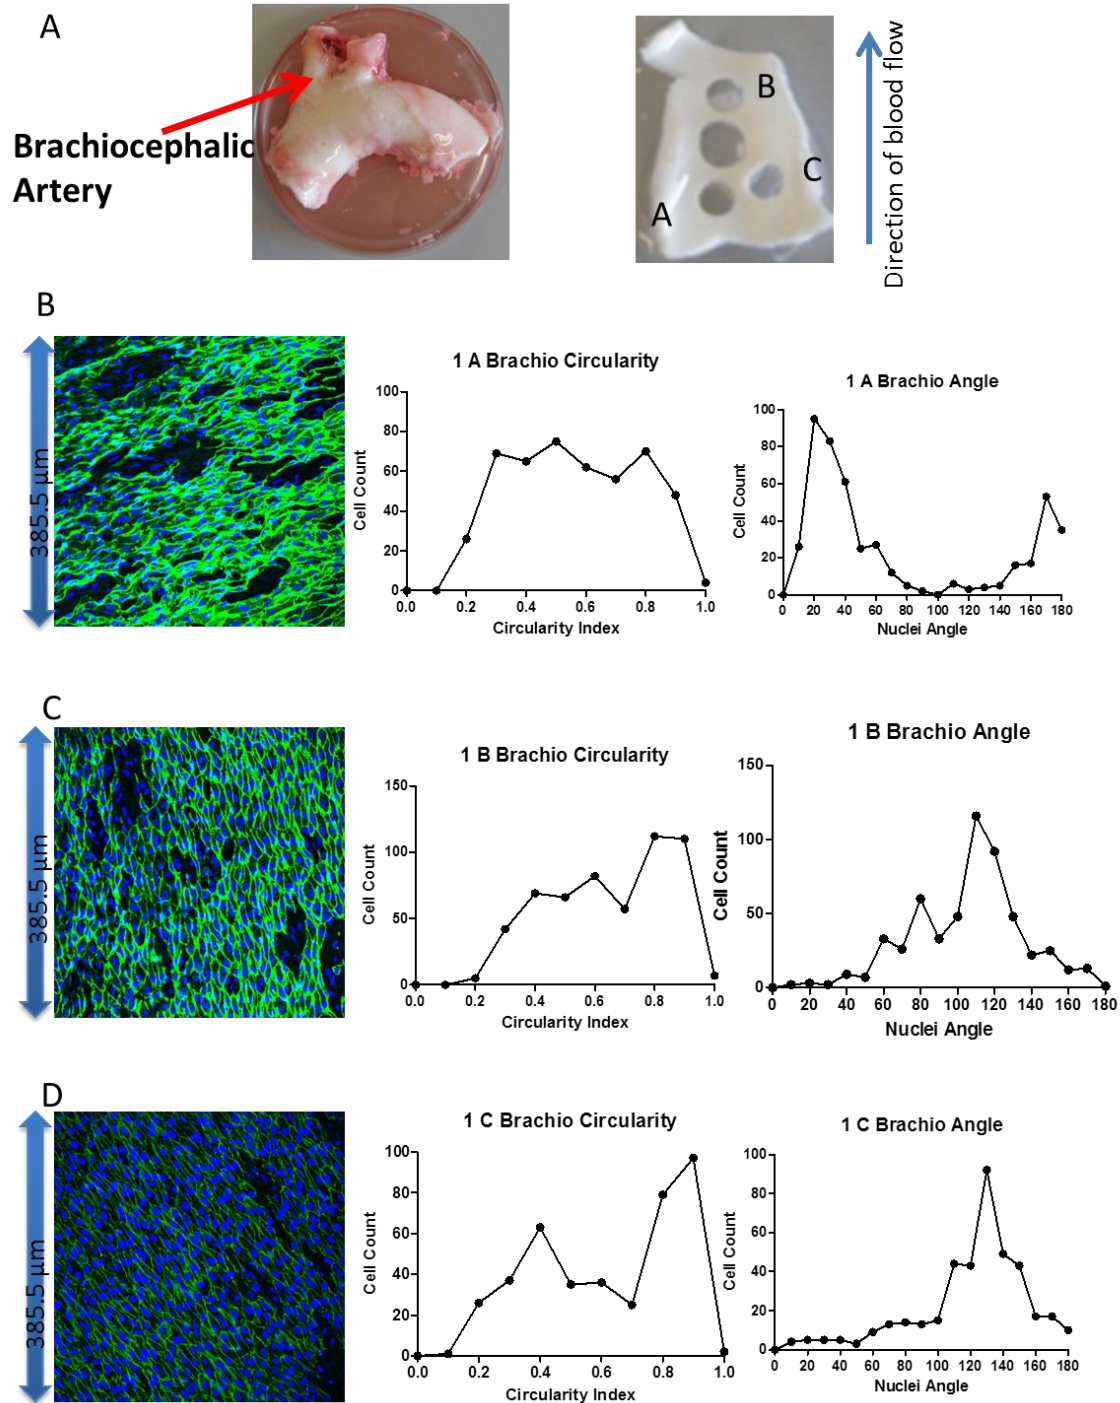 A
Brachiocephalic
Artery
B
C
A
Direction of blood flow
B
385.5 µm
1 A Brachio Circularity
Cell Count
100
80
60
40
20
0
0.0 0.2 0.4 0.6 0.8 1.0
Circularity Index
1 A Brachio Angle
Cell Count
100
80
60
40
20
0
0 20 40 60 80 100 120 140 160 180
Nuclei Angle
C
385.5 µm
1 B Brachio Circularity
Cell Count
150
100
50
0
0.0 0.2 0.4 0.6 0.8 1.0
Circularity Index
1 B Brachio Angle
Cell Count
150
100
50
0
0 20 40 60 80 100 120 140 160 180
Nuclei Angle
D
385.5 µm
1 C Brachio Circularity
Cell Count
100
80
60
40
20
0
0.0 0.2 0.4 0.6 0.8 1.0
Circularity Index
1 C Brachio Angle
Cell Count
100
80
60
40
20
0
0 20 40 60 80 100 120 140 160 180
Nuclei Angle